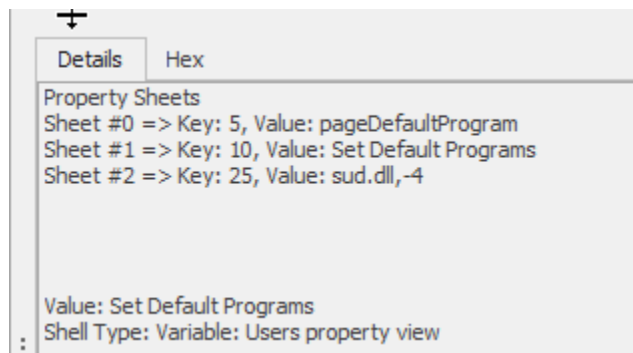 Details Hex
Property Sheets
Sheet #0 => Key: 5, Value: pageDefaultProgram
Sheet #1 => Key: 10, Value: Set Default Programs
Sheet #2 => Key: 25, Value: sud.dll,-4
Value: Set Default Programs
Shell Type: Variable: Users property view